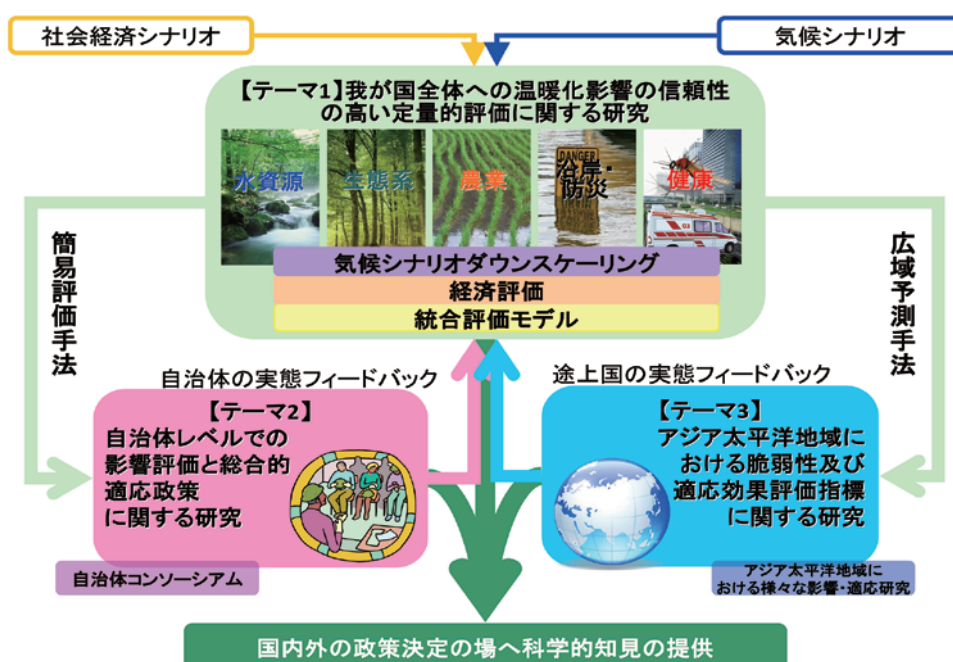 社会経済シナリオ
気候シナリオ
【テーマ1】我が国全体への温暖化影響の信頼性
の高い定量的評価に関する研究
水資源
生態系
農業
DANGER
沿岸・
防災
健康
気候シナリオダウンスケーリング
経済評価
統合評価モデル
簡易評価手法
広域予測手法
自治体の実態フィードバック
途上国の実態フィードバック
【テーマ2】
自治体レベルでの
影響評価と総合的
適応政策
に関する研究
自治体コンソーシアム
【テーマ3】
アジア太平洋地域に
おける脆弱性及び
適応効果評価指標
に関する研究
アジア太平洋地域に
おける様々な影響・適応研究
国内外の政策決定の場へ科学的知見の提供